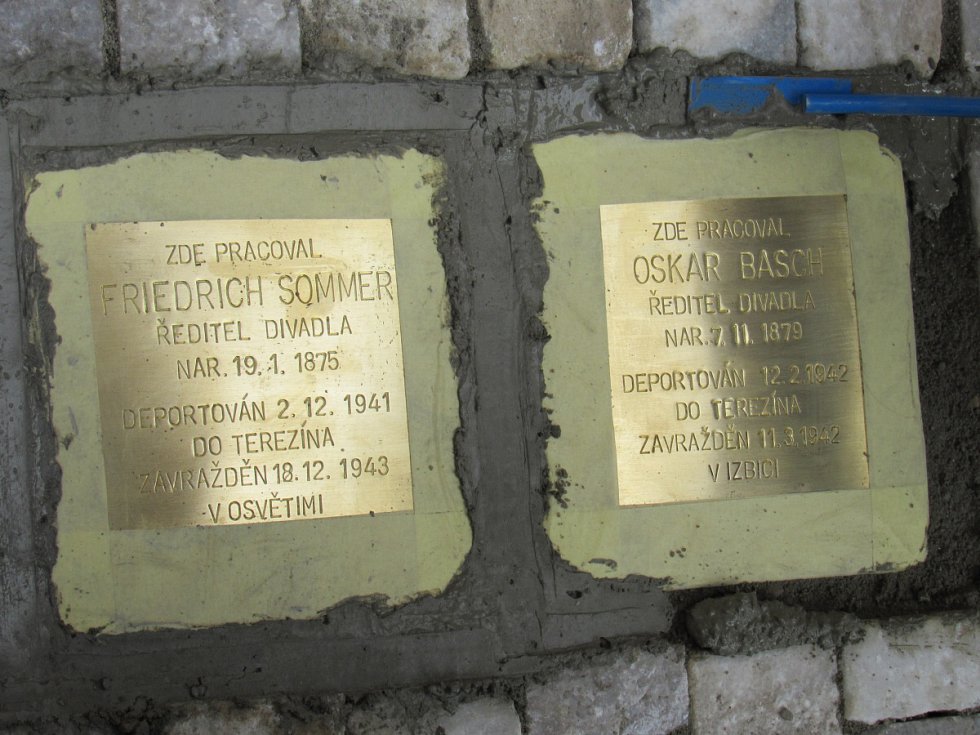 ZDE PRACOVAL
FRIEDRICH SOMMER
ŘEDITEL DIVADLA
NAR. 19. 1. 1875
DEPORTOVÁN 2. 12. 1941
DO TEREZÍNA
ZAVRAŽDĚN 18. 12. 1943
V OSVĚTIMI
ZDE PRACOVAL
OSKAR BASCH
ŘEDITEL DIVADLA
NAR. 7. 11. 1879
DEPORTOVÁN 12. 2. 1942
DO TEREZÍNA
ZAVRAŽDĚN 11. 3. 1942
V IZBICI